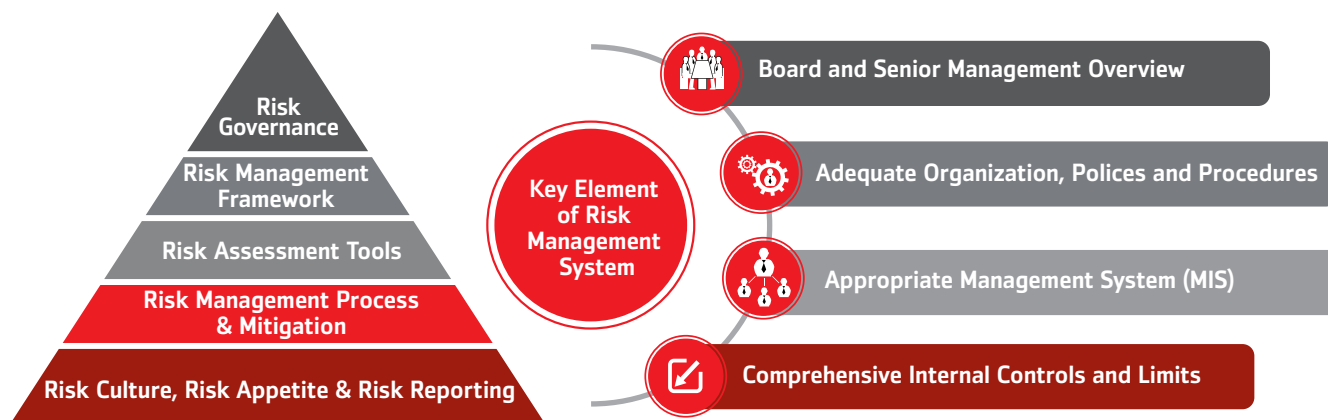 Risk
Governance
Risk Management
Framework
Risk Assessment Tools
Risk Management Process
& Mitigation
Risk Culture, Risk Appetite & Risk Reporting
Key Element
of Risk
Management
System
Board and Senior Management Overview
Adequate Organization, Polices and Procedures
Appropriate Management System (MIS)
Comprehensive Internal Controls and Limits